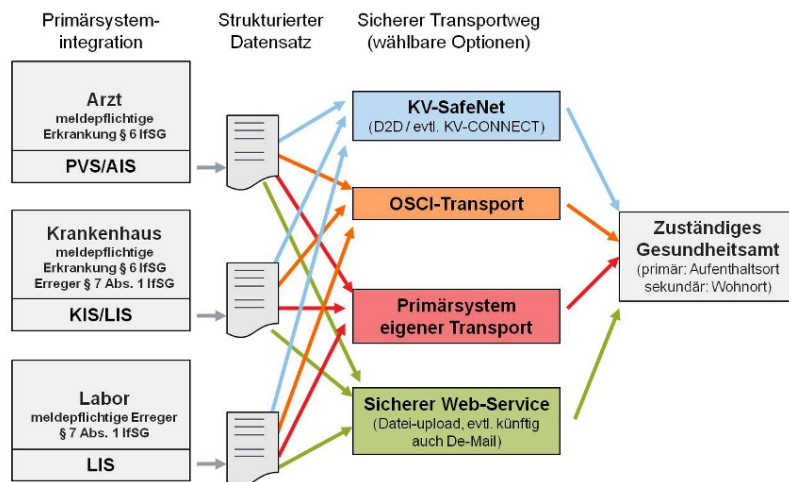 Primärsystem-
integration
Strukturierter
Datensatz
Sicherer Transportweg
(wählbare Optionen)
Arzt
meldepflichtige
Erkrankung § 6 IfSG
PVS/AIS
Krankenhaus
meldepflichtige
Erkrankung § 6 IfSG
Erreger § 7 Abs. 1 IfSG
KIS/LIS
Labor
meldepflichtige Erreger
§ 7 Abs. 1 IfSG
LIS
KV-SafeNet
(D2D / evtl. KV-CONNECT)
OSCI-Transport
Primärsystem
eigener Transport
Sicherer Web-Service
(Datei-upload, evtl. künftig
auch De-Mail)
Zuständiges
Gesundheitsamt
(primär: Aufenthaltsort
sekundär: Wohnort)